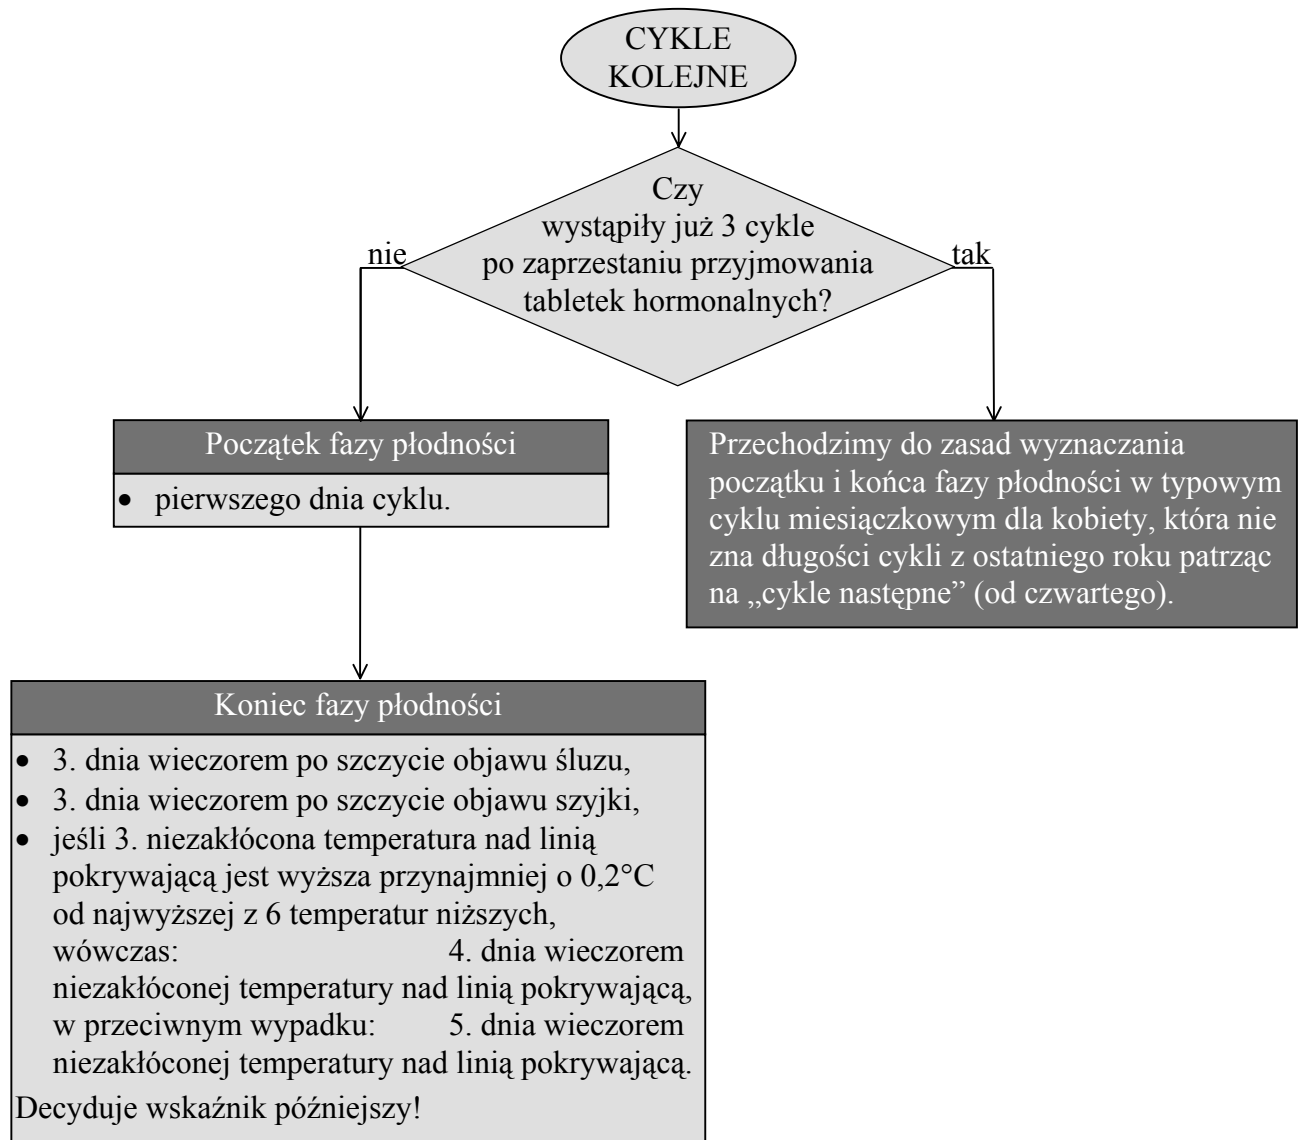 CYKLE
KOLEJNE
Czy
wystąpiły już 3 cykle
po zaprzestaniu przyjmowania
tabletek hormonalnych?
nie
tak
Początek fazy płodności
• pierwszego dnia cyklu.
Przechodzimy do zasad wyznaczania
początku i końca fazy płodności w typowym
cyklu miesiączkowym dla kobiety, która nie
zna długości cykli z ostatniego roku patrząc
na „cykle następne” (od czwartego).
Koniec fazy płodności
• 3. dnia wieczorem po szczycie objawu śluzu,
• 3. dnia wieczorem po szczycie objawu szyjki,
• jeśli 3. niezakłócona temperatura nad linią
pokrywającą jest wyższa przynajmniej o 0,2°C
od najwyższej z 6 temperatur niższych,
wówczas: 4. dnia wieczorem
niezakłóconej temperatury nad linią pokrywającą,
w przeciwnym wypadku: 5. dnia wieczorem
niezakłóconej temperatury nad linią pokrywającą.
Decyduje wskaźnik późniejszy!